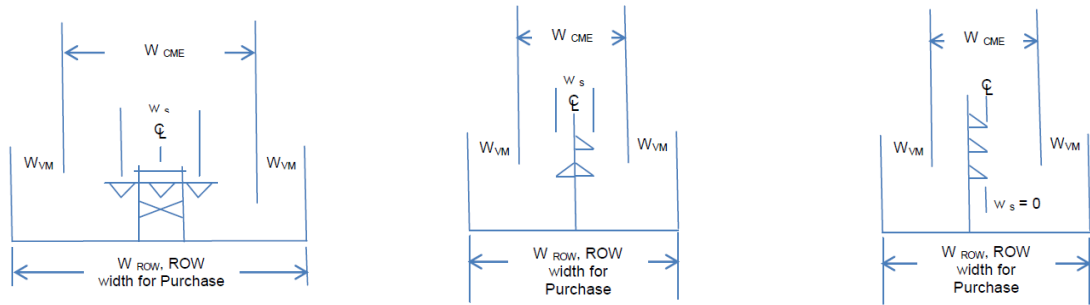 W CME
w s
℄
W VM
W VM
W ROW, ROW
width for Purchase
W CME
w s
℄
W VM
W VM
W ROW, ROW
width for
Purchase
W CME
℄
W VM
W VM
w s = 0
W ROW, ROW
width for
Purchase